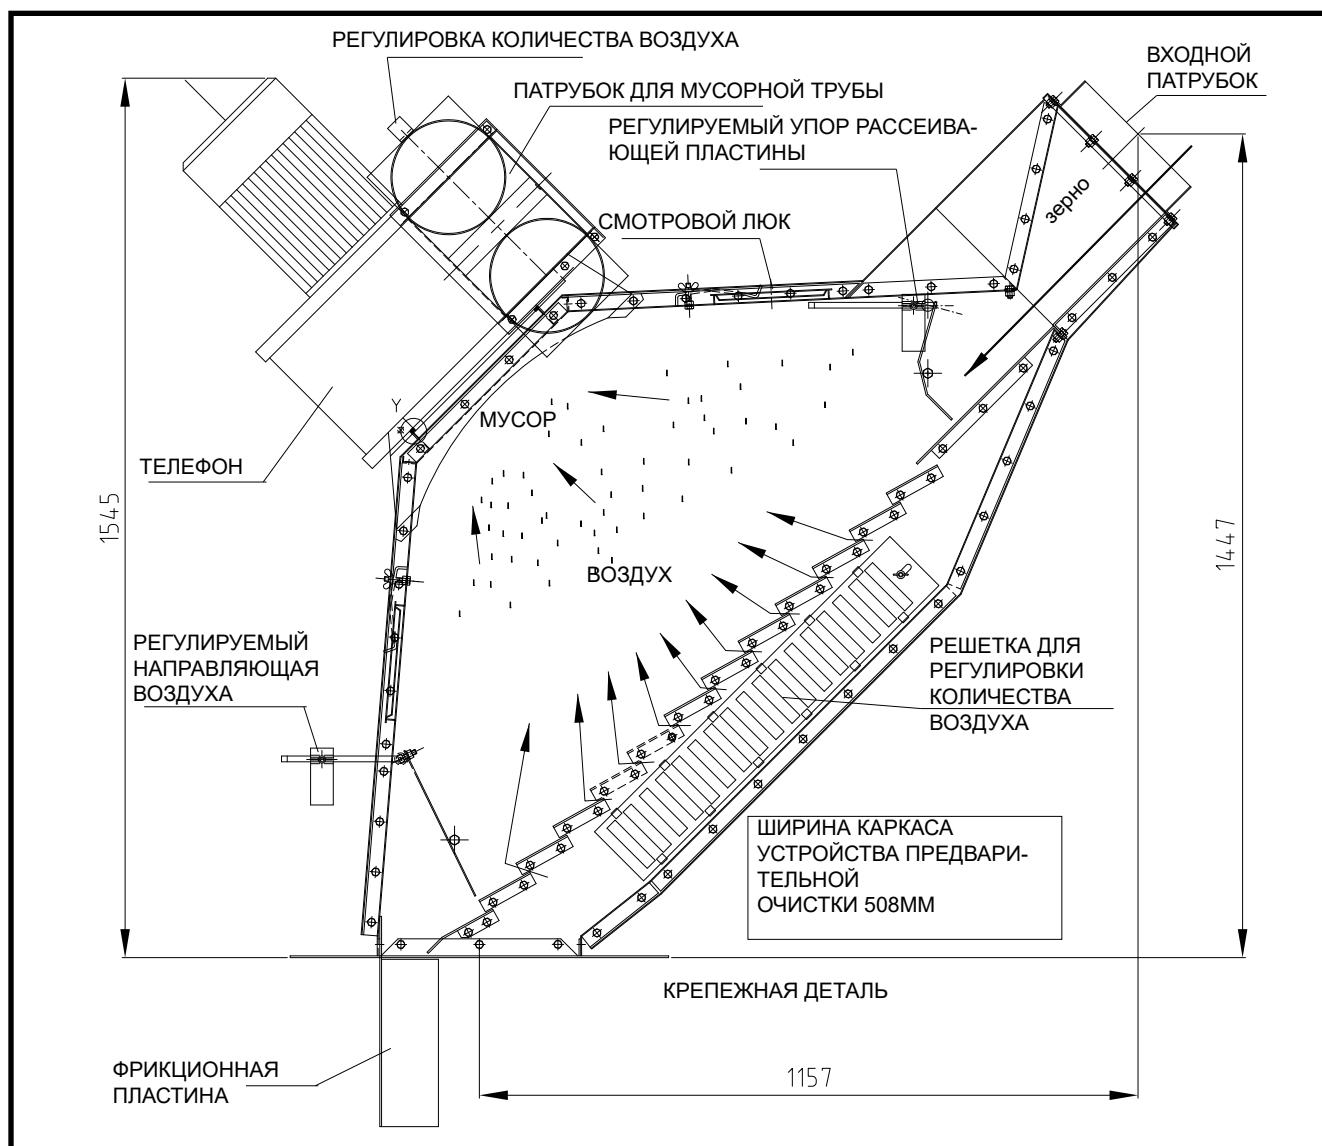 РЕГУЛИРОВКА КОЛИЧЕСТВА ВОЗДУХА
ВХОДНОЙ
ПАТРУБОК
ПАТРУБОК ДЛЯ МУСОРНОЙ ТРУБЫ
РЕГУЛИРУЕМЫЙ УПОР РАССЕИВА-
ЮЩЕЙ ПЛАСТИНЫ
зерно
СМОТРОВОЙ ЛЮК
Y
МУСОР
ТЕЛЕФОН
1545
1447
ВОЗДУХ
РЕГУЛИРУЕМЫЙ
НАПРАВЛЯЮЩАЯ
ВОЗДУХА
РЕШЕТКА ДЛЯ
РЕГУЛИРОВКИ
КОЛИЧЕСТВА
ВОЗДУХА
ШИРИНА КАРКАСА
УСТРОЙСТВА ПРЕДВАРИ-
ТЕЛЬНОЙ
ОЧИСТКИ 508ММ
КРЕПЕЖНАЯ ДЕТАЛЬ
ФРИКЦИОННАЯ
ПЛАСТИНА
1157